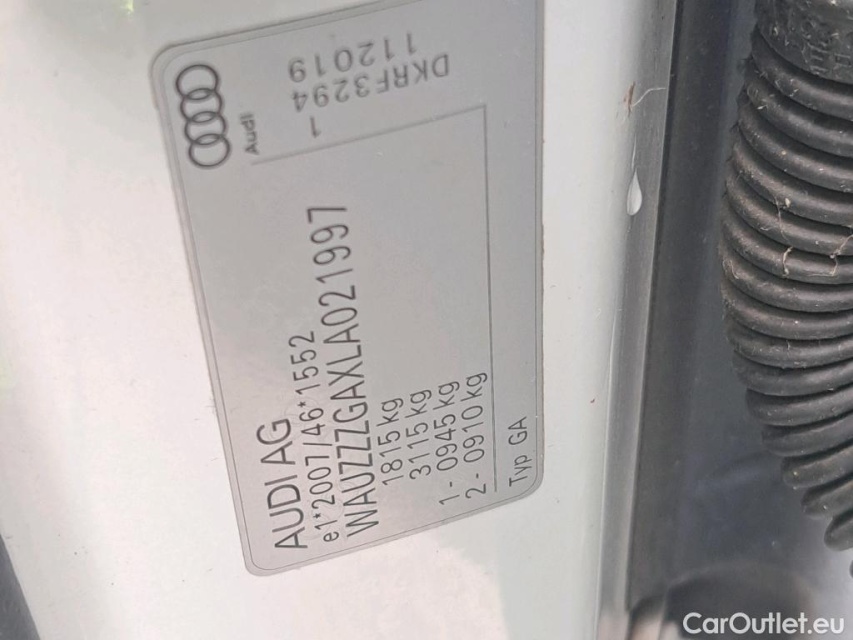 AUDI AG
e1*2007/46*1552
WAUZZZGAXLA021997
1815 kg
3115 kg
1 - 0945 kg
2 - 0910 kg
Typ GA
Audi
1
DKRF3294
112019
CarOutlet.eu